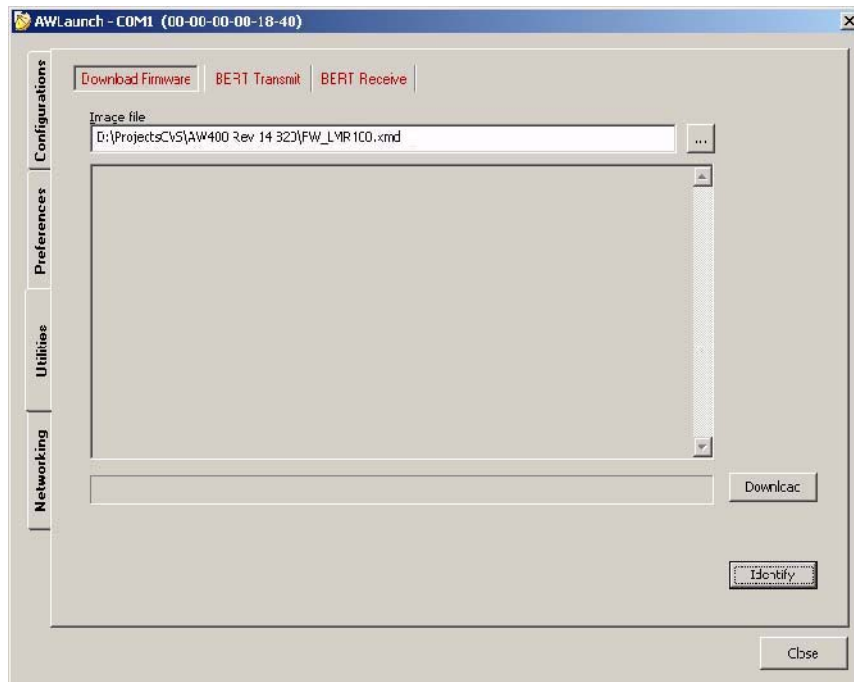 AWLaunch - COM1 (00-00-00-00-18-40)
Configurations
Preferences
Utilities
Networking
Download Firmware
BERT Transmit
BERT Receive
Image file
D:\ProjectsCVS\AW400 Rev 14 820\FW_LMR100.xmd
...
Download
Identify
Close